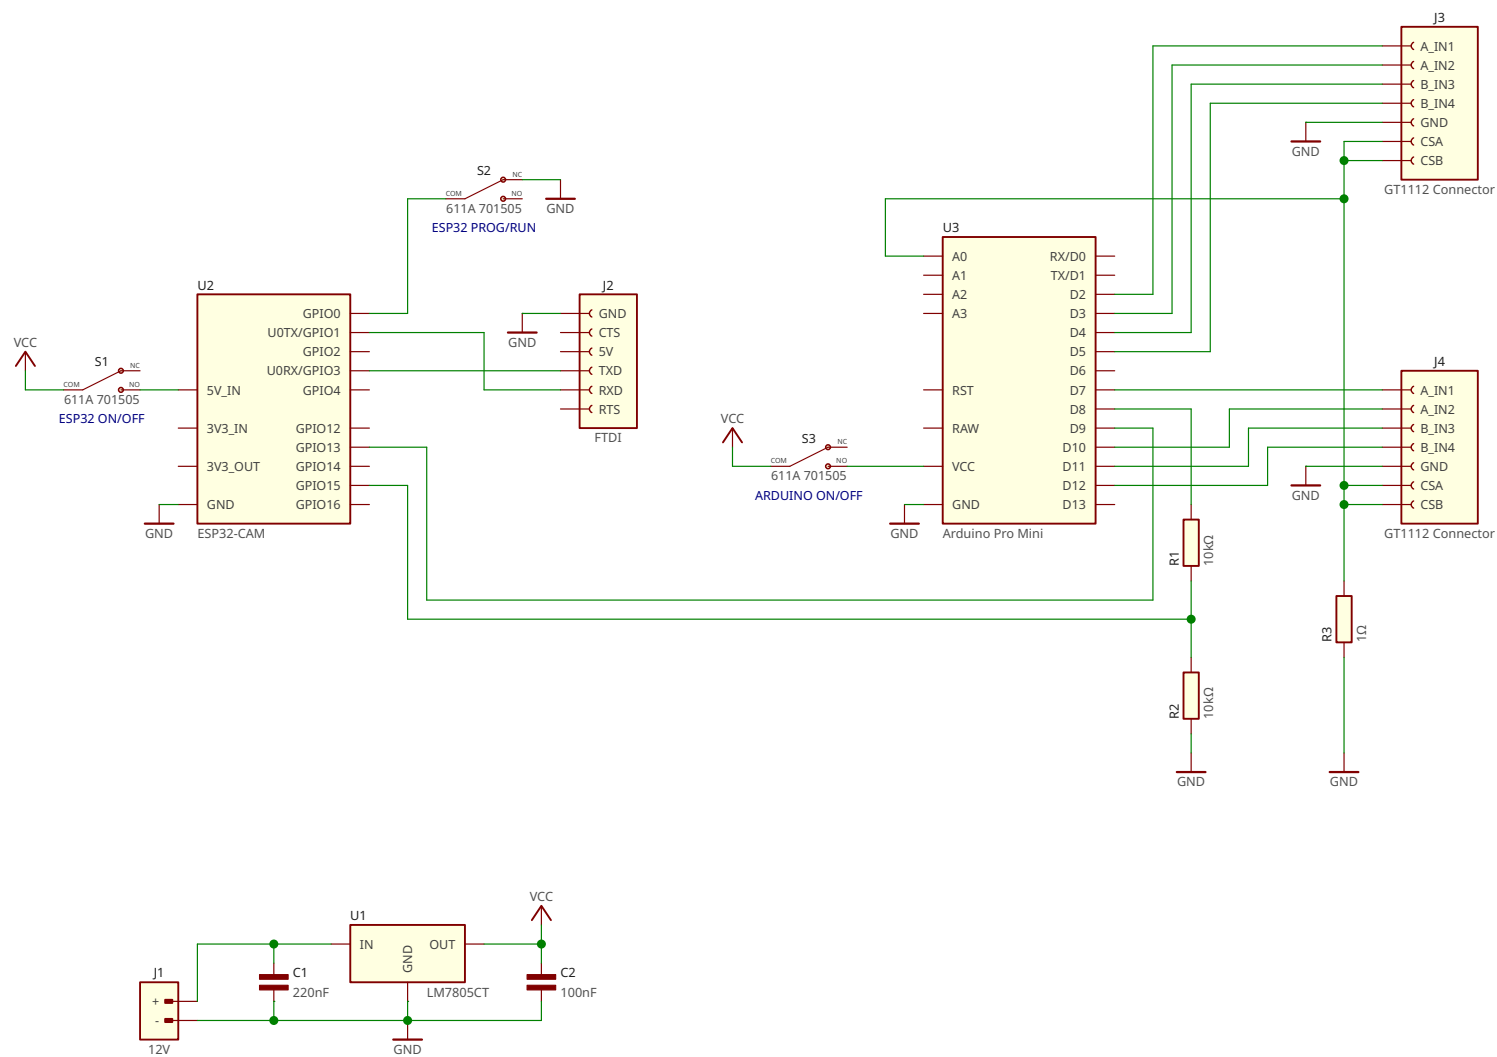 J3
A_IN1
A_IN2
B_IN3
B_IN4
GND
CSA
CSB
GND
GT1112 Connector
S2
COM
NC
NO
611A 701505
ESP32 PROG/RUN
GND
U2
GPIO0
U0TX/GPIO1
GPIO2
U0RX/GPIO3
5V_IN
GPIO4
3V3_IN
GPIO12
GPIO13
3V3_OUT
GPIO14
GPIO15
GND
GPIO16
ESP32-CAM
GND
VCC
S1
COM
NC
NO
611A 701505
ESP32 ON/OFF
J2
GND
CTS
5V
TXD
RXD
RTS
FTDI
GND
U3
A0
RX/D0
A1
TX/D1
A2
D2
A3
D3
D4
D5
D6
RST
D7
D8
RAW
D9
D10
VCC
D11
D12
GND
D13
Arduino Pro Mini
GND
VCC
S3
COM
NC
NO
611A 701505
ARDUINO ON/OFF
J4
A_IN1
A_IN2
B_IN3
B_IN4
GND
CSA
CSB
GND
GT1112 Connector
R1
10kΩ
R2
10kΩ
GND
R3
1Ω
GND
VCC
U1
IN
OUT
GND
LM7805CT
C1
220nF
C2
100nF
J1
+
-
12V
GND